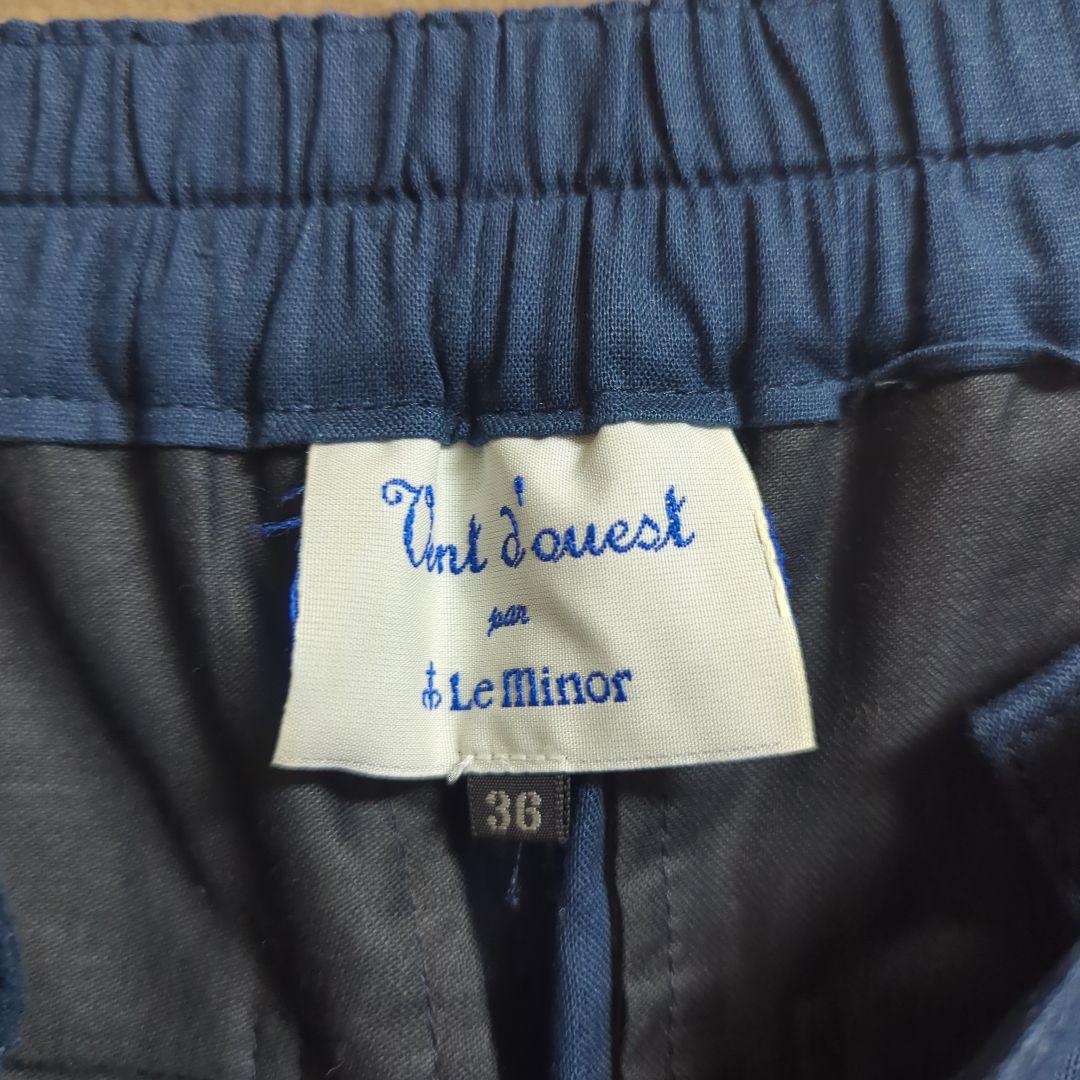 Vent d'ouest
par
Le minor
36